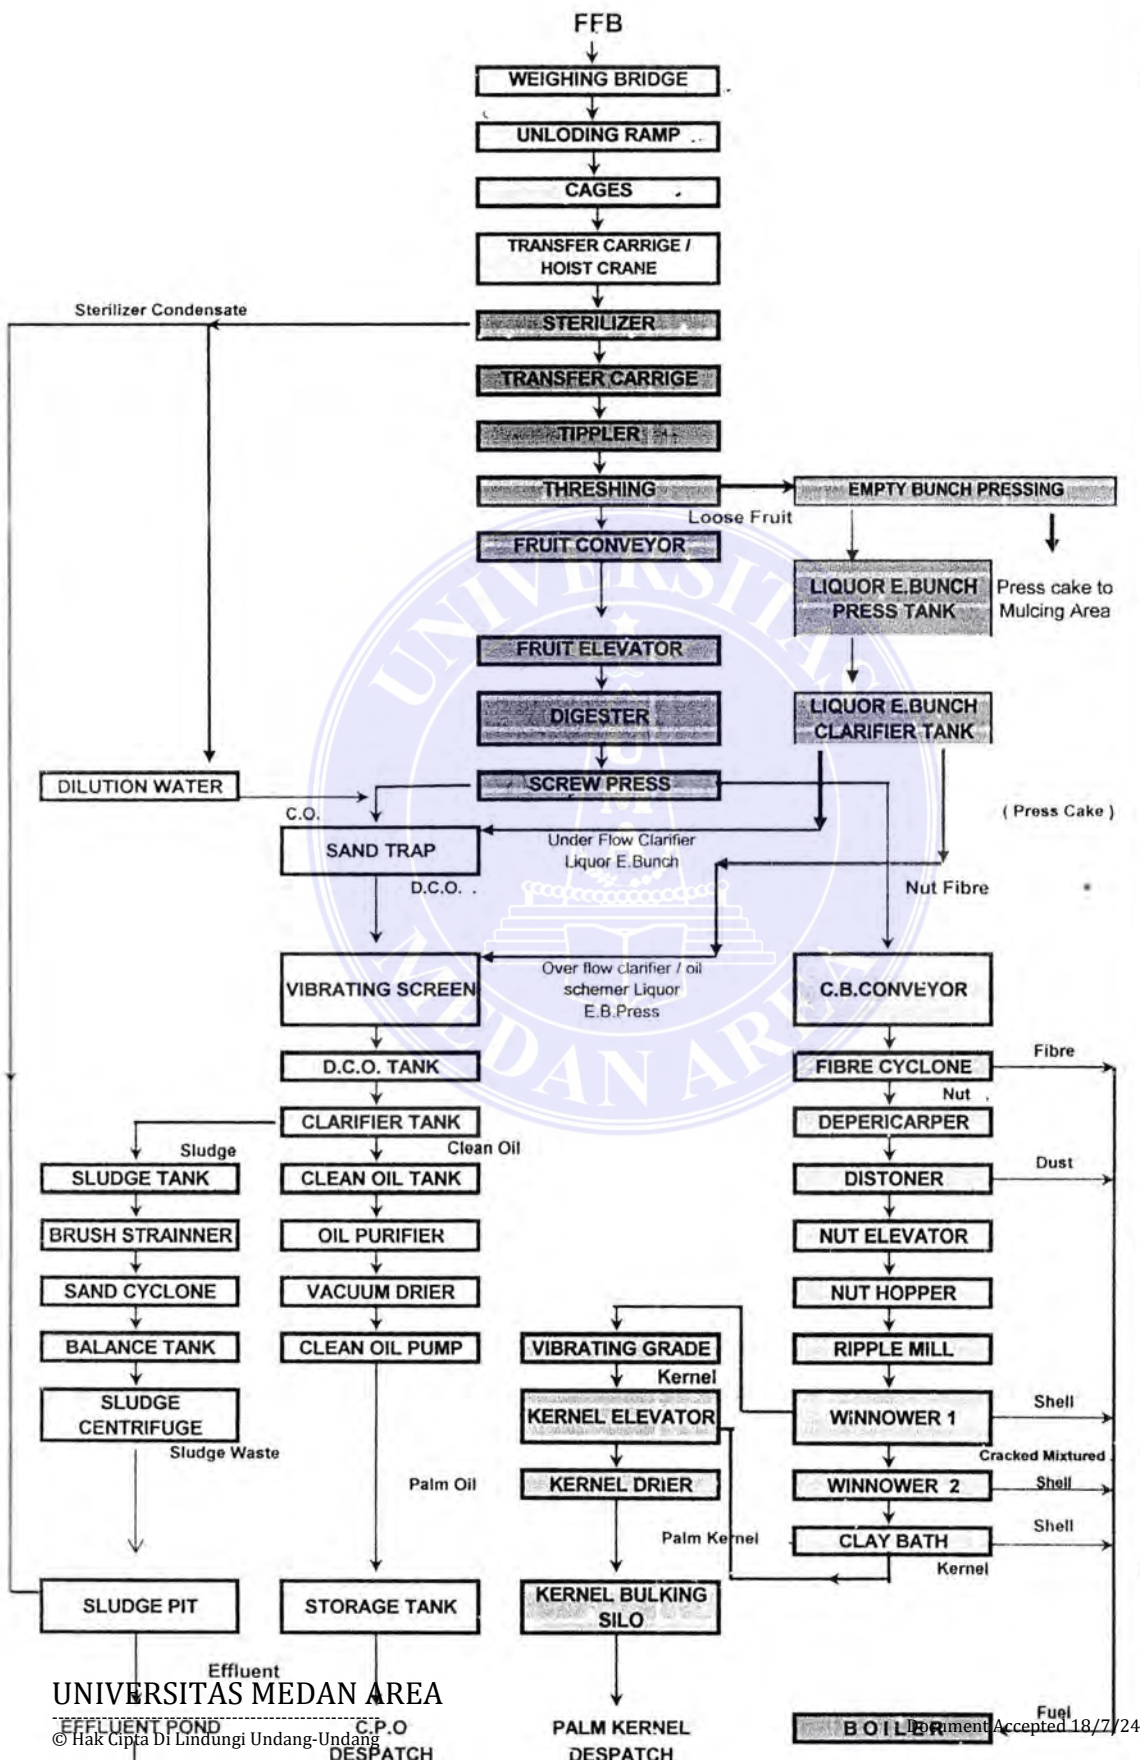 FFB
WEIGHING BRIDGE
UNLODING RAMP
CAGES
TRANSFER CARRIGE /
HOIST CRANE
Sterilizer Condensate
STERILIZER
TRANSFER CARRIGE
TIPPLER
THRESHING
EMPTY BUNCH PRESSING
Loose Fruit
FRUIT CONVEYOR
LIQUOR E.BUNCH
PRESS TANK
Press cake to
Mulcing Area
FRUIT ELEVATOR
DIGESTER
LIQUOR E.BUNCH
CLARIFIER TANK
DILUTION WATER
SCREW PRESS
C.O.
( Press Cake )
SAND TRAP
Under Flow Clarifier
Liquor E.Bunch
D.C.O.
Nut Fibre
VIBRATING SCREEN
Over flow clarifier / oil
schemer Liquor
E.B.Press
C.B.CONVEYOR
D.C.O. TANK
FIBRE CYCLONE
Fibre
Nut
CLARIFIER TANK
DEPERICARPER
Sludge
Clean Oil
SLUDGE TANK
CLEAN OIL TANK
DISTONER
Dust
BRUSH STRAINNER
OIL PURIFIER
NUT ELEVATOR
SAND CYCLONE
VACUUM DRIER
NUT HOPPER
BALANCE TANK
CLEAN OIL PUMP
VIBRATING GRADE
RIPPLE MILL
Kernel
SLUDGE
CENTRIFUGE
KERNEL ELEVATOR
WINNOWER 1
Shell
Sludge Waste
Cracked Mixtured
Palm Oil
KERNEL DRIER
WINNOWER 2
Shell
Palm Kernel
CLAY BATH
Shell
Kernel
SLUDGE PIT
STORAGE TANK
KERNEL BULKING
SILO
Effluent
UNIVERSITAS MEDAN AREA
EFFLUENT POND
C.P.O
DESPATCH
PALM KERNEL
DESPATCH
BOILER
Fuel
© Hak Cipta Di Lindungi Undang-Undang
Document Accepted 18/7/24
UNIVERSITAS
UMA
MEDAN AREA